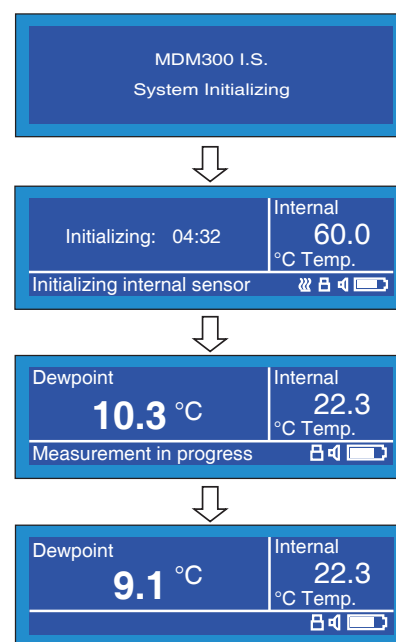 MDM300 I.S.
System Initializing
Initializing: 04:32
Internal
60.0
°C Temp.
Initializing internal sensor
Dewpoint
10.3 °C
Internal
22.3
°C Temp.
Measurement in progress
Dewpoint
9.1 °C
Internal
22.3
°C Temp.